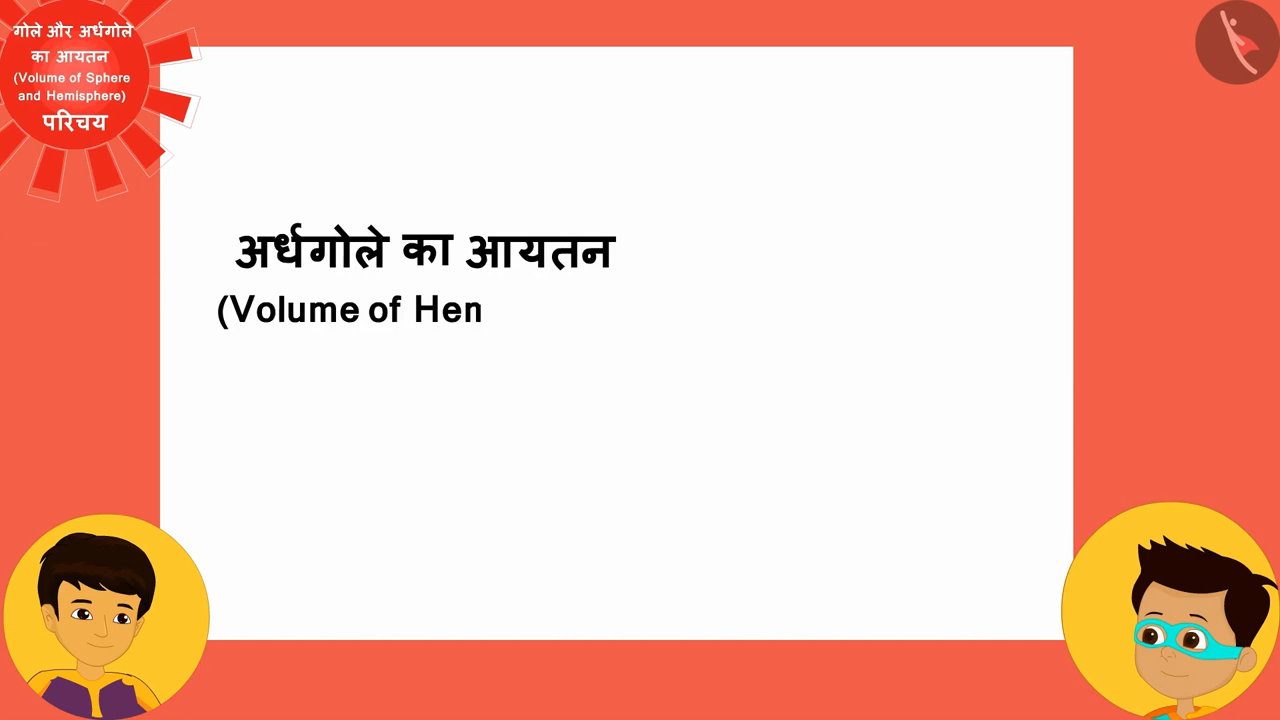 गोले और अर्धगोले
का आयतन
(Volume of Sphere
and Hemisphere)
परिचय
अर्धगोले का आयतन
(Volume of Hen